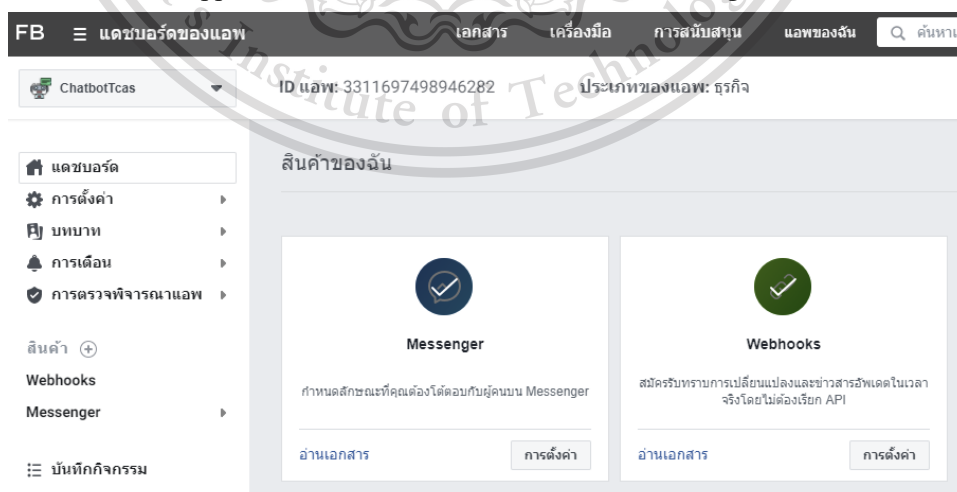 FB ☰ แดชบอร์ดของแอพ เอกสาร เครื่องมือ การสนับสนุน แอพของฉัน
ChatbotTcas ID แอพ: 3311697498946282 ประเภทของแอพ: ธุรกิจ
Institute of Technolog
แดชบอร์ด
สินค้าของฉัน
การตั้งค่า
บทบาท
การเตือน
การตรวจพิจารณาแอพ
สินค้า
Webhooks
Messenger
บันทึกกิจกรรม
Messenger
กำหนดลักษณะที่คุณต้องโต้ตอบกับผู้คนบน Messenger
อ่านเอกสาร การตั้งค่า
Webhooks
สมัครรับทราบการเปลี่ยนแปลงและข่าวสารอัพเดตในเวลา
จริงโดยไม่ต้องเรียก API
อ่านเอกสาร การตั้งค่า